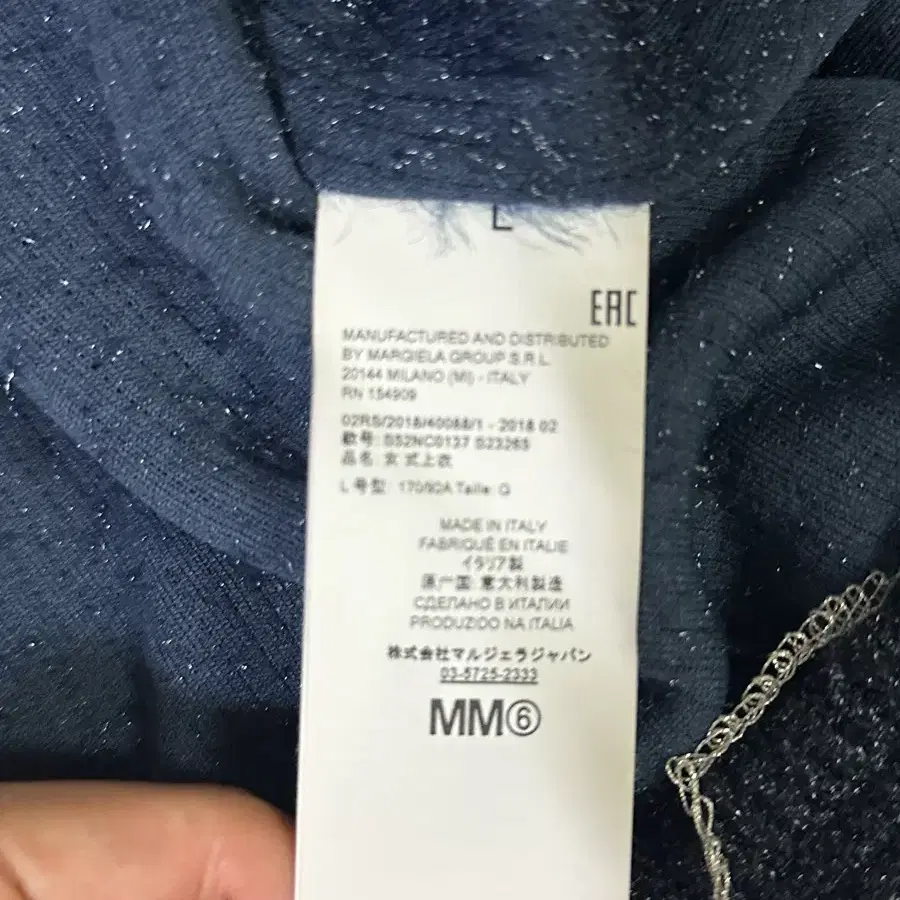 L
EAC
MANUFACTURED AND DISTRIBUTED
BY MARGIELA GROUP S.R.L.
20144 MILANO (MI) - ITALY
RN 154909
02RS/2018/40088/1 - 2018 02
款号: S52NC0137 S23265
品名: 女 式上衣
L 号型: 170/92A Taille: G
MADE IN ITALY
FABRIQUÉ EN ITALIE
イタリア製
原产国: 意大利製造
СДЕЛАНО В ИТАЛИИ
PRODUZIDO NA ITALIA
株式会社マルジェラジャパン
03-5725-2333
MM⑥